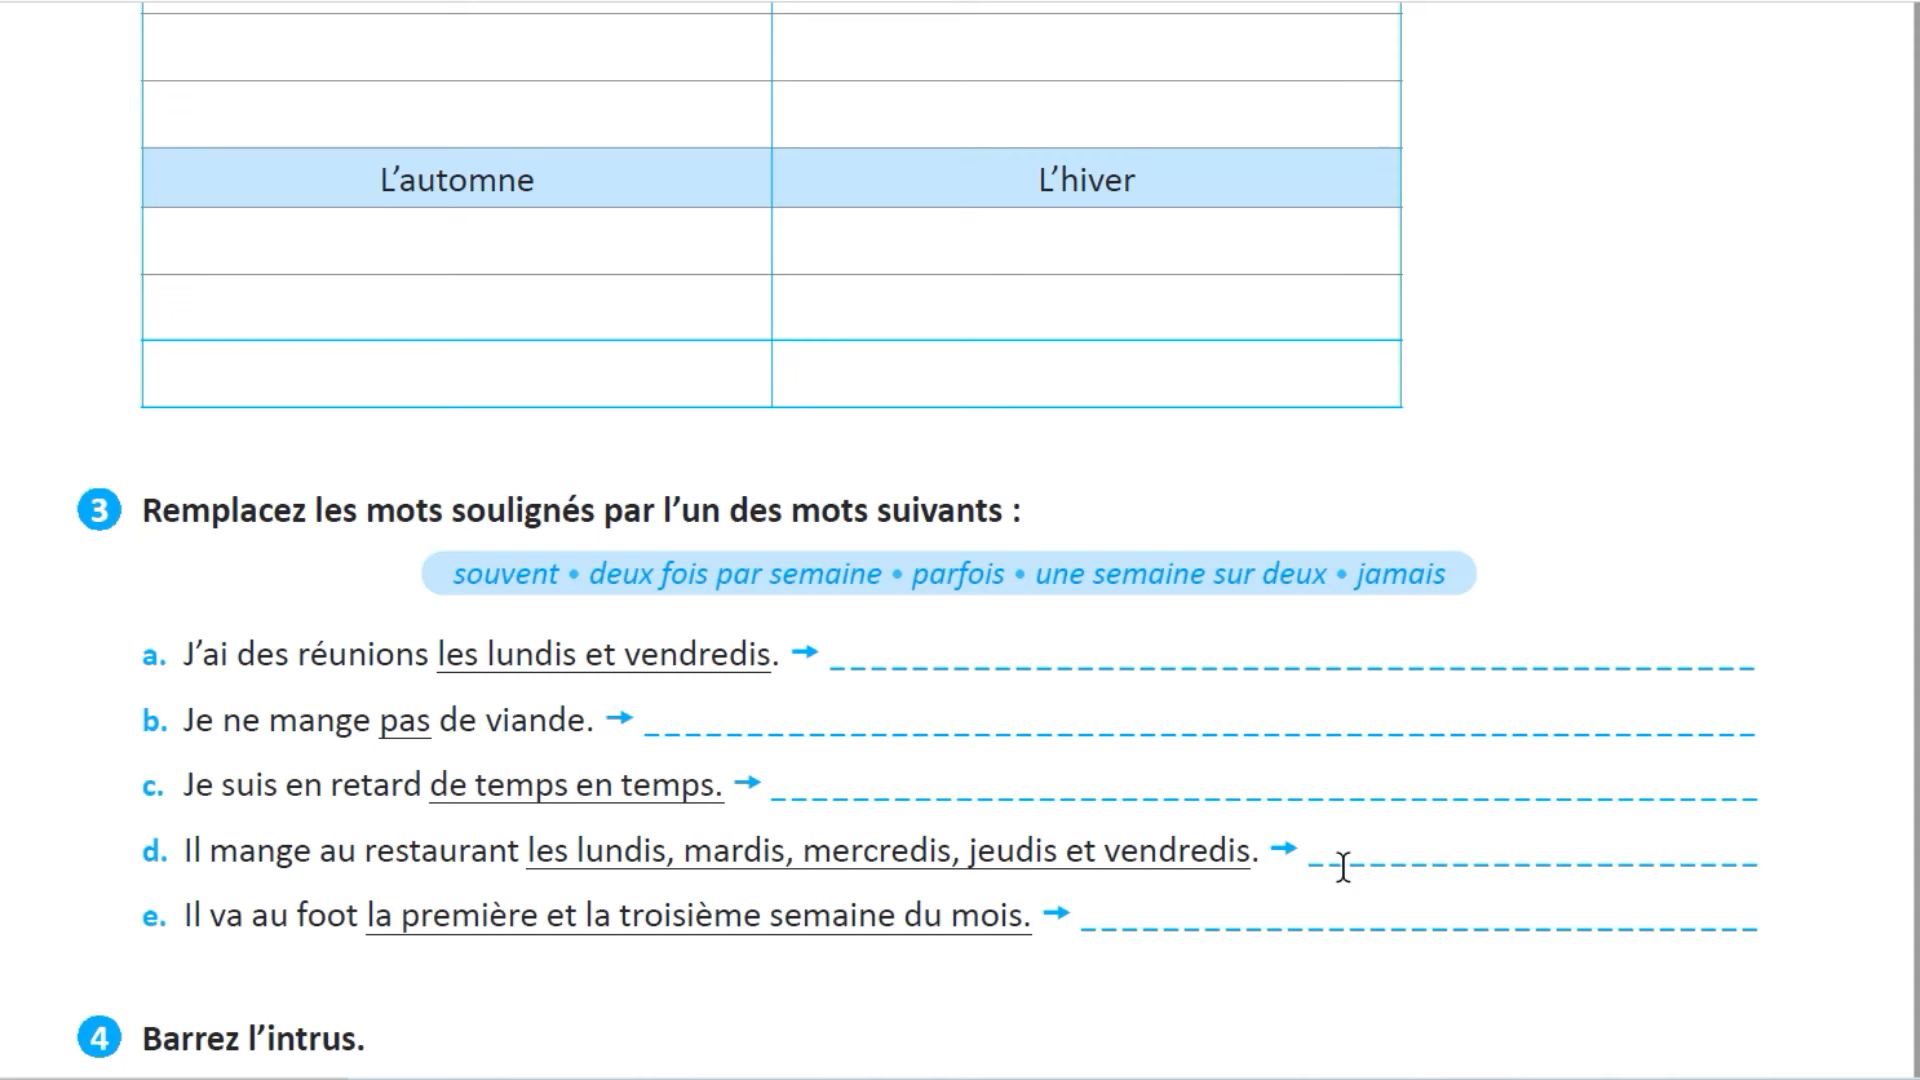 L’automne
L’hiver
3 Remplacez les mots soulignés par l’un des mots suivants :
souvent • deux fois par semaine • parfois • une semaine sur deux • jamais
a. J’ai des réunions les lundis et vendredis. →
b. Je ne mange pas de viande. →
c. Je suis en retard de temps en temps. →
d. Il mange au restaurant les lundis, mardis, mercredis, jeudis et vendredis. →
e. Il va au foot la première et la troisième semaine du mois. →
4 Barrez l’intrus.